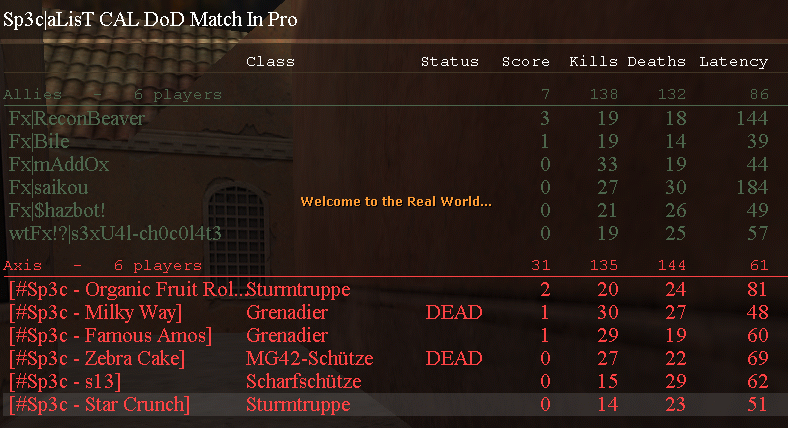 Sp3c|aLisT CAL DoD Match In Pro
Class Status Score Kills Deaths Latency
Allies - 6 players 7 138 132 86
Fx|ReconBeaver 3 19 18 144
Fx|Bile 1 19 14 39
Fx|mAddOx 0 33 19 44
Fx|saikou 0 27 30 184
Welcome to the Real World...
Fx|$hazbot! 0 21 26 49
wtFx!?|s3xU4l-ch0c0l4t3 0 19 25 57
Axis - 6 players 31 135 144 61
[#Sp3c - Organic Fruit Rol... Sturmtruppe 2 20 24 81
[#Sp3c - Milky Way] Grenadier DEAD 1 30 27 48
[#Sp3c - Famous Amos] Grenadier 1 29 19 60
[#Sp3c - Zebra Cake] MG42-Schütze DEAD 0 27 22 69
[#Sp3c - s13] Scharfschütze 0 15 29 62
[#Sp3c - Star Crunch] Sturmtruppe 0 14 23 51